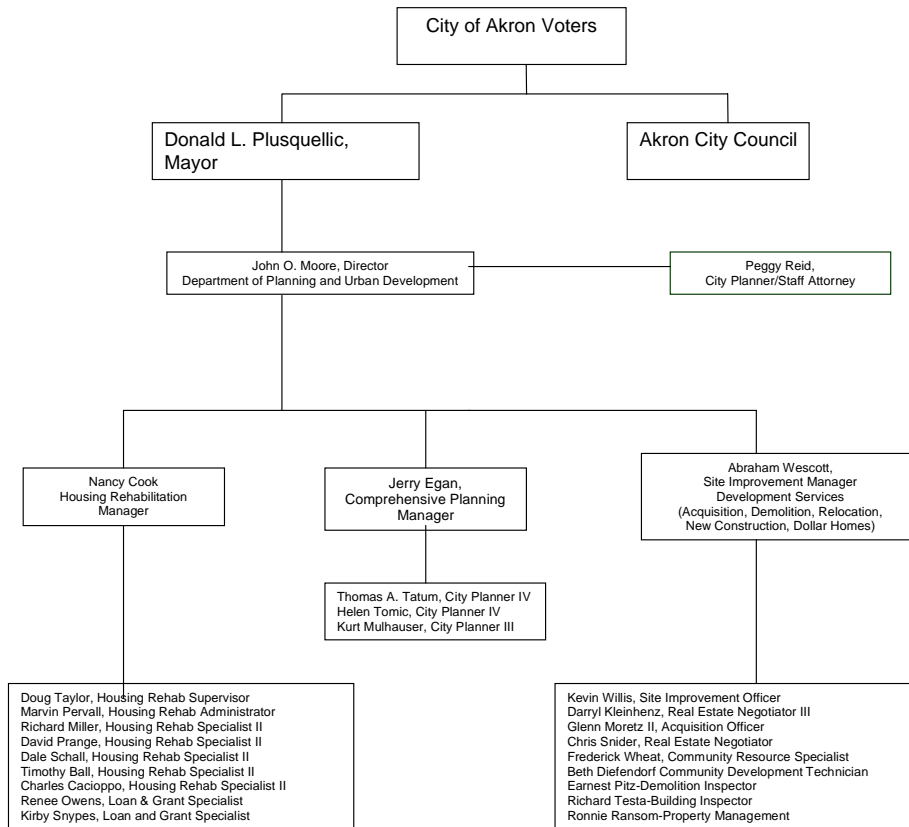 City of Akron Voters
Donald L. Plusquellic,
Mayor
Akron City Council
John O. Moore, Director
Department of Planning and Urban Development
Peggy Reid,
City Planner/Staff Attorney
Nancy Cook
Housing Rehabilitation
Manager
Jerry Egan,
Comprehensive Planning
Manager
Abraham Wescott,
Site Improvement Manager
Development Services
(Acquisition, Demolition, Relocation,
New Construction, Dollar Homes)
Thomas A. Tatum, City Planner IV
Helen Tomic, City Planner IV
Kurt Mulhauser, City Planner III
Doug Taylor, Housing Rehab Supervisor
Marvin Pervall, Housing Rehab Administrator
Richard Miller, Housing Rehab Specialist II
David Prange, Housing Rehab Specialist II
Dale Schall, Housing Rehab Specialist II
Timothy Ball, Housing Rehab Specialist II
Charles Cacioppo, Housing Rehab Specialist II
Renee Owens, Loan & Grant Specialist
Kirby Snypes, Loan and Grant Specialist
Kevin Willis, Site Improvement Officer
Darryl Kleinhenz, Real Estate Negotiator III
Glenn Moretz II, Acquisition Officer
Chris Snider, Real Estate Negotiator
Frederick Wheat, Community Resource Specialist
Beth Diefendorf Community Development Technician
Earnest Pitz-Demolition Inspector
Richard Testa-Building Inspector
Ronnie Ransom-Property Management